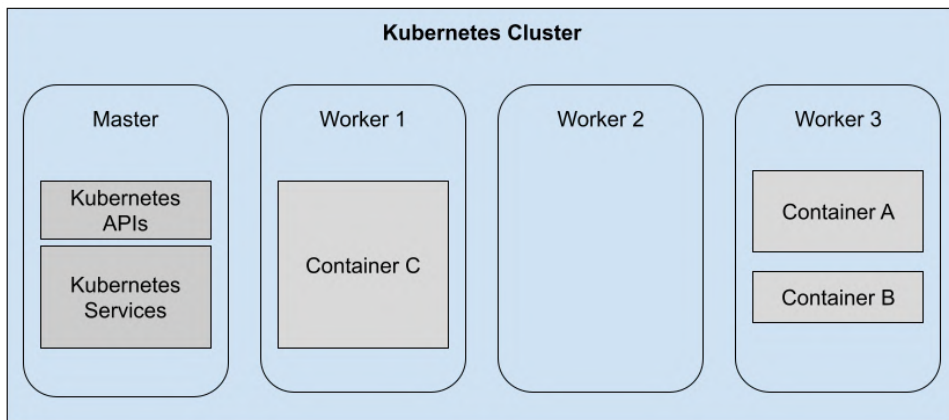 Kubernetes Cluster
Master
Kubernetes
APIs
Kubernetes
Services
Worker 1
Container C
Worker 2
Worker 3
Container A
Container B